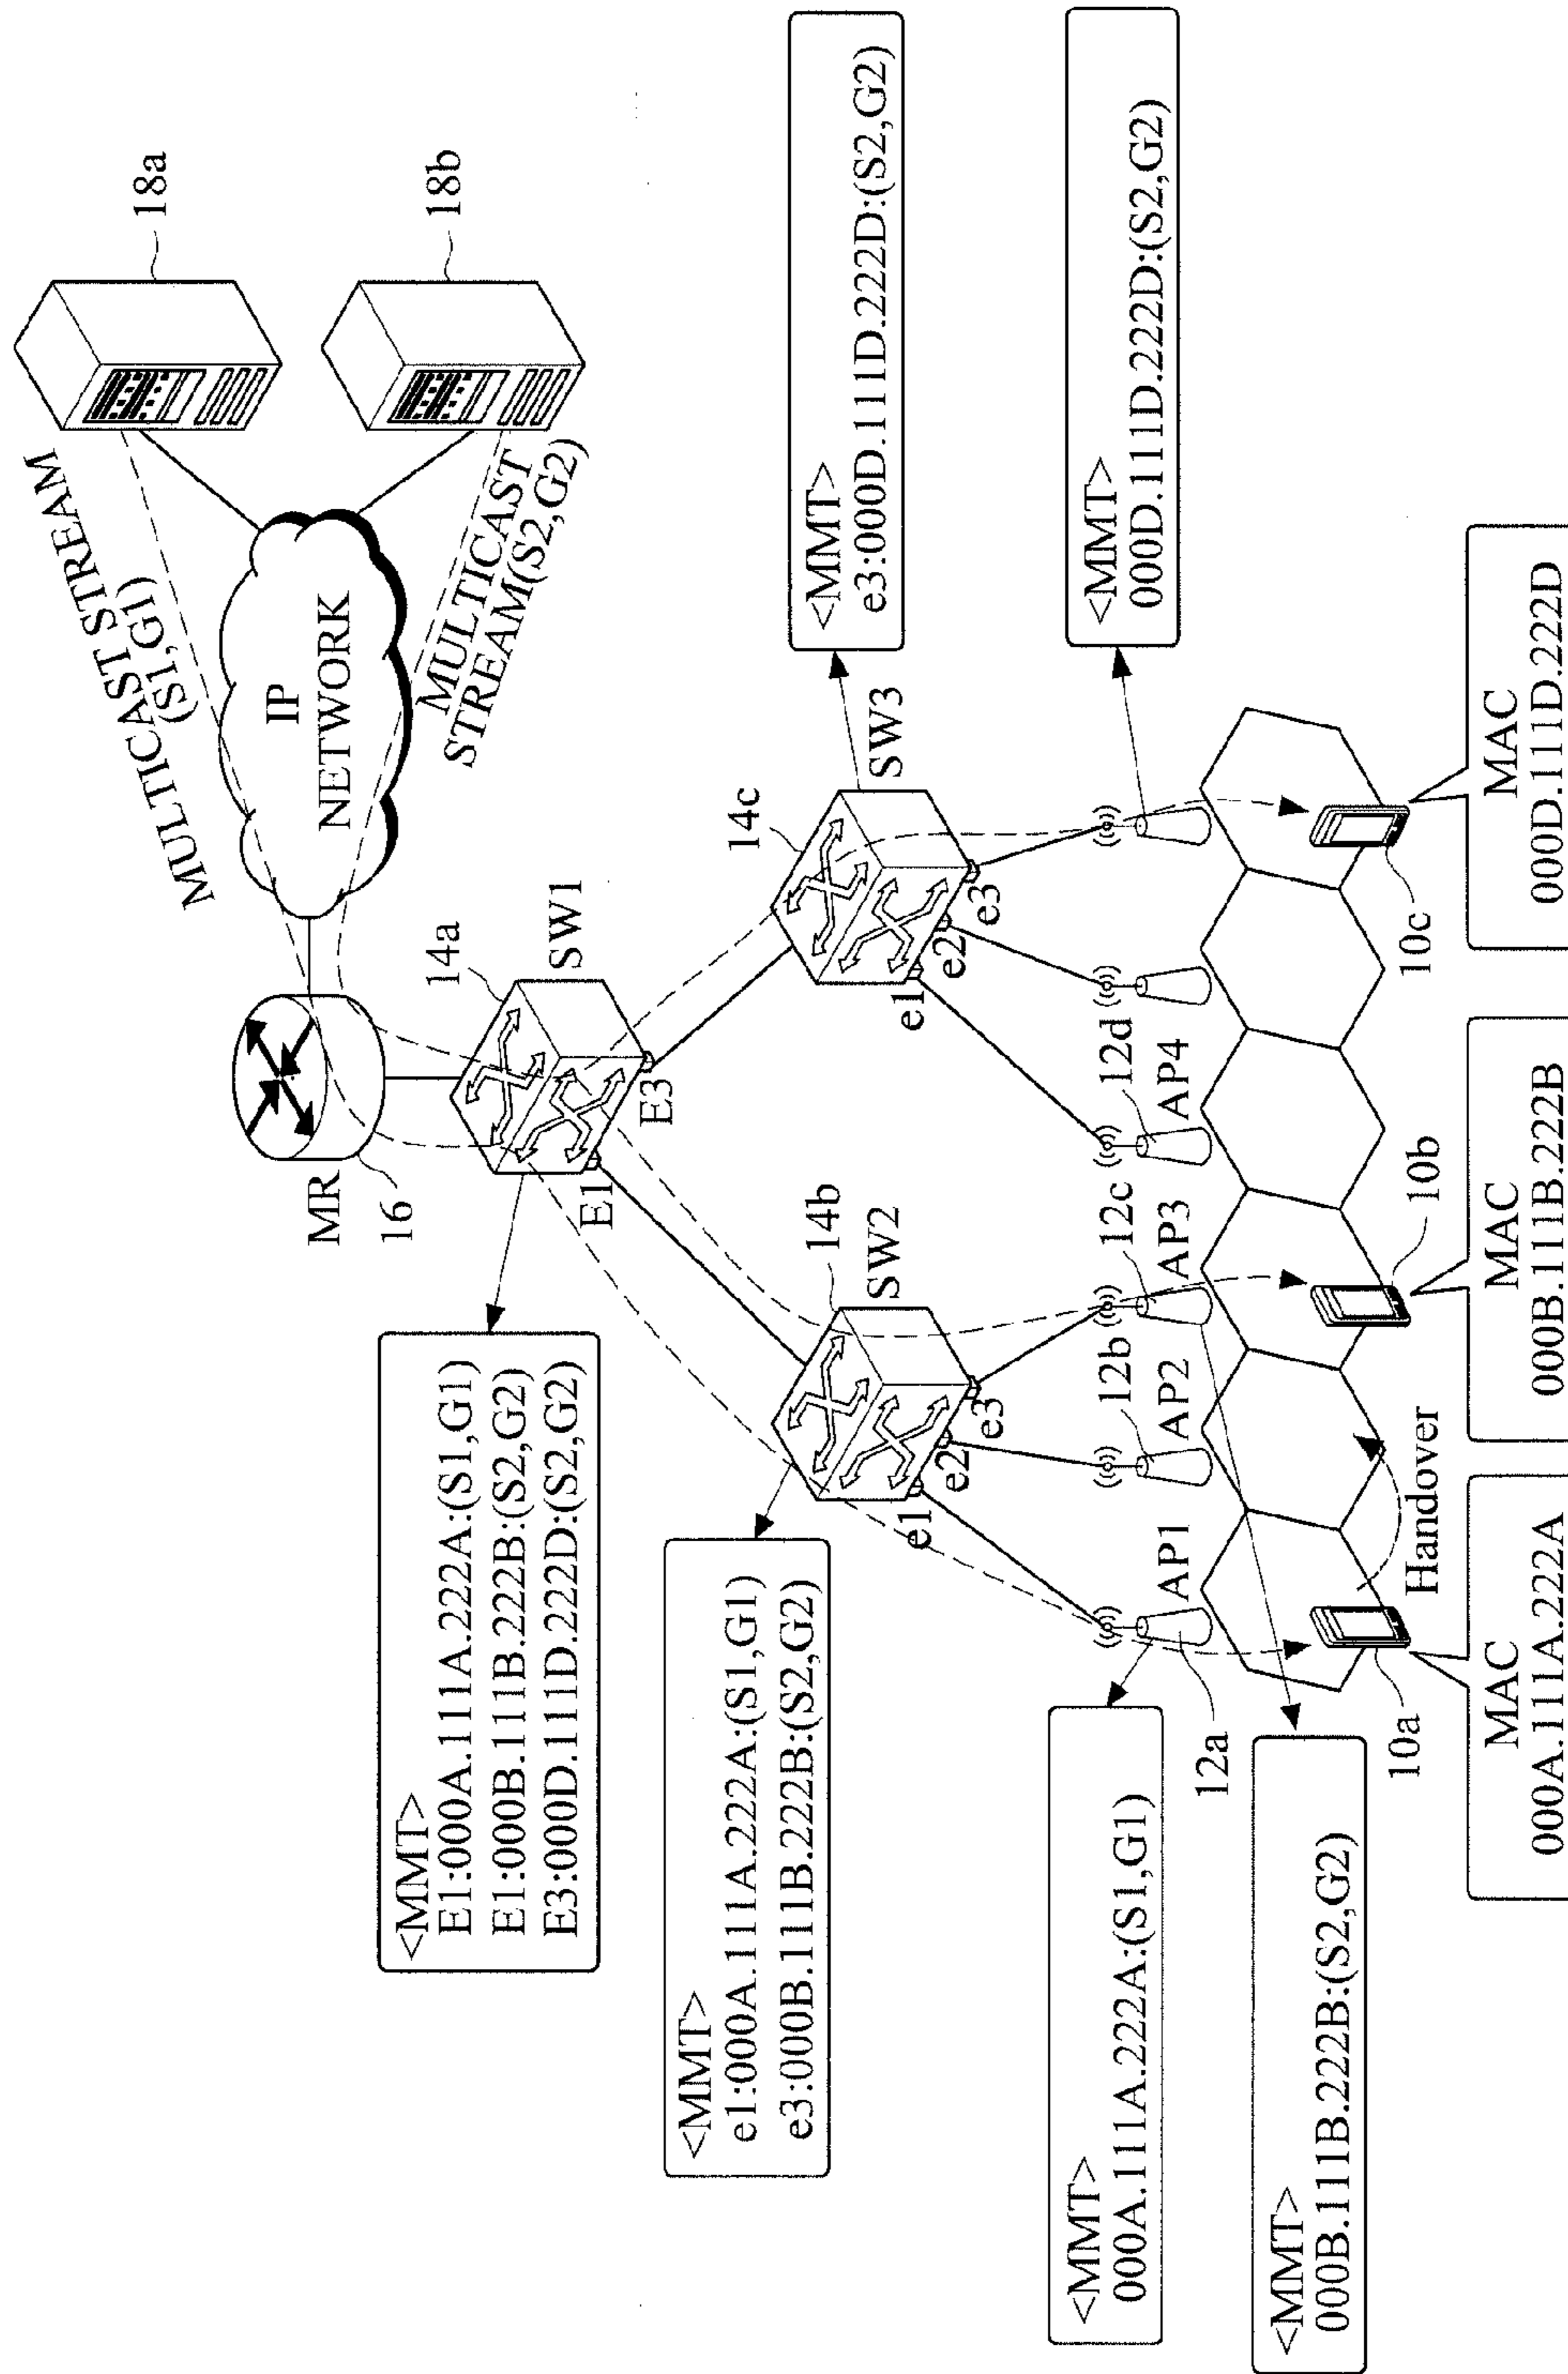 18a
18b
MULTICAST STREAM
(S1,G1)
IP
NETWORK
MULTICAST
STREAM(S2,G2)
MR
16
14a
SW1
E1
E3
<MMT>
E1:000A.111A.222A:(S1,G1)
E1:000B.111B.222B:(S2,G2)
E3:000D.111D.222D:(S2,G2)
14b
SW2
e1
e2
e3
<MMT>
e1:000A.111A.222A:(S1,G1)
e3:000B.111B.222B:(S2,G2)
14c
SW3
e1
e2
e3
<MMT>
e3:000D.111D.222D:(S2,G2)
<MMT>
000A.111A.222A:(S1,G1)
12a
AP1
12b
AP2
12c
AP3
12d
AP4
<MMT>
000D.111D.222D:(S2,G2)
<MMT>
000B.111B.222B:(S2,G2)
Handover
10a
10b
10c
MAC
000A.111A.222A
MAC
000B.111B.222B
MAC
000D.111D.222D